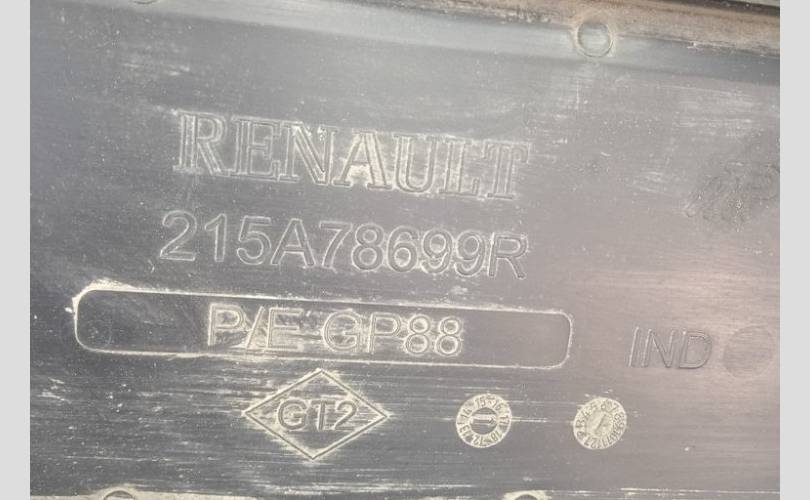 RENAULT
215A78699R
P/E-GP88
IND
GT2